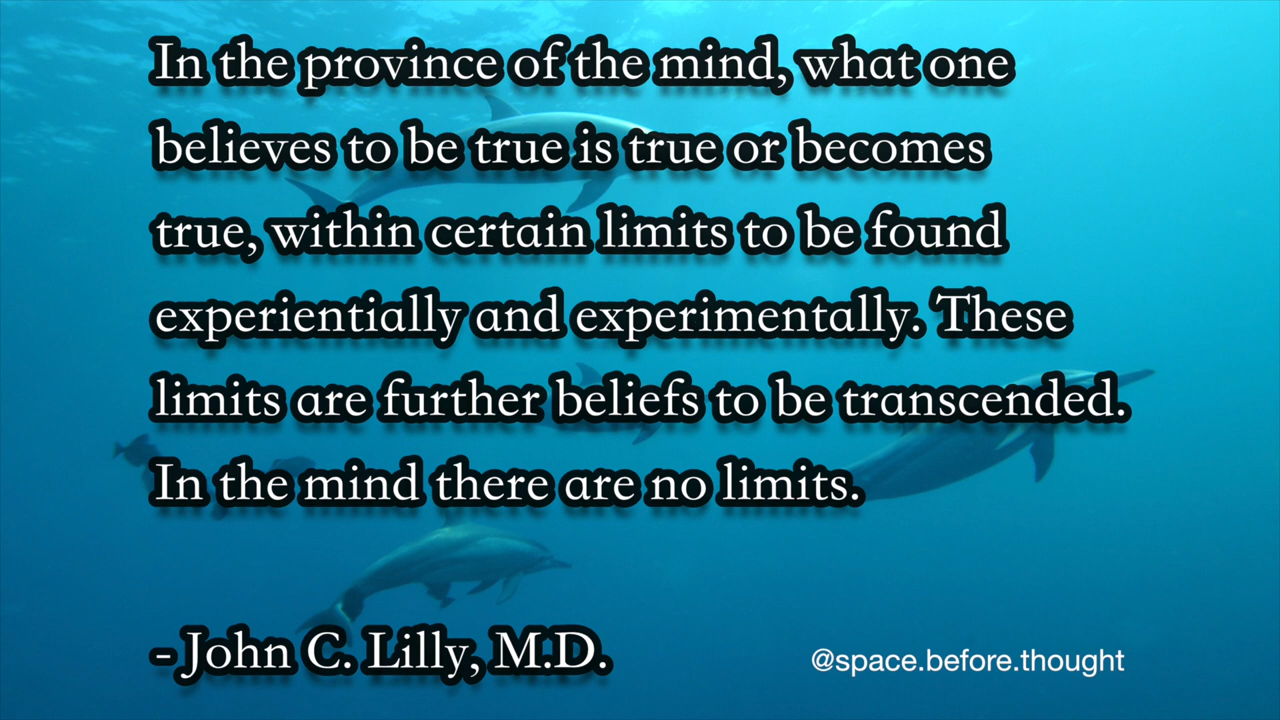 In the province of the mind, what one
believes to be true is true or becomes
true, within certain limits to be found
experientially and experimentally. These
limits are further beliefs to be transcended.
In the mind there are no limits.
- John C. Lilly, M.D.
@space.before.thought